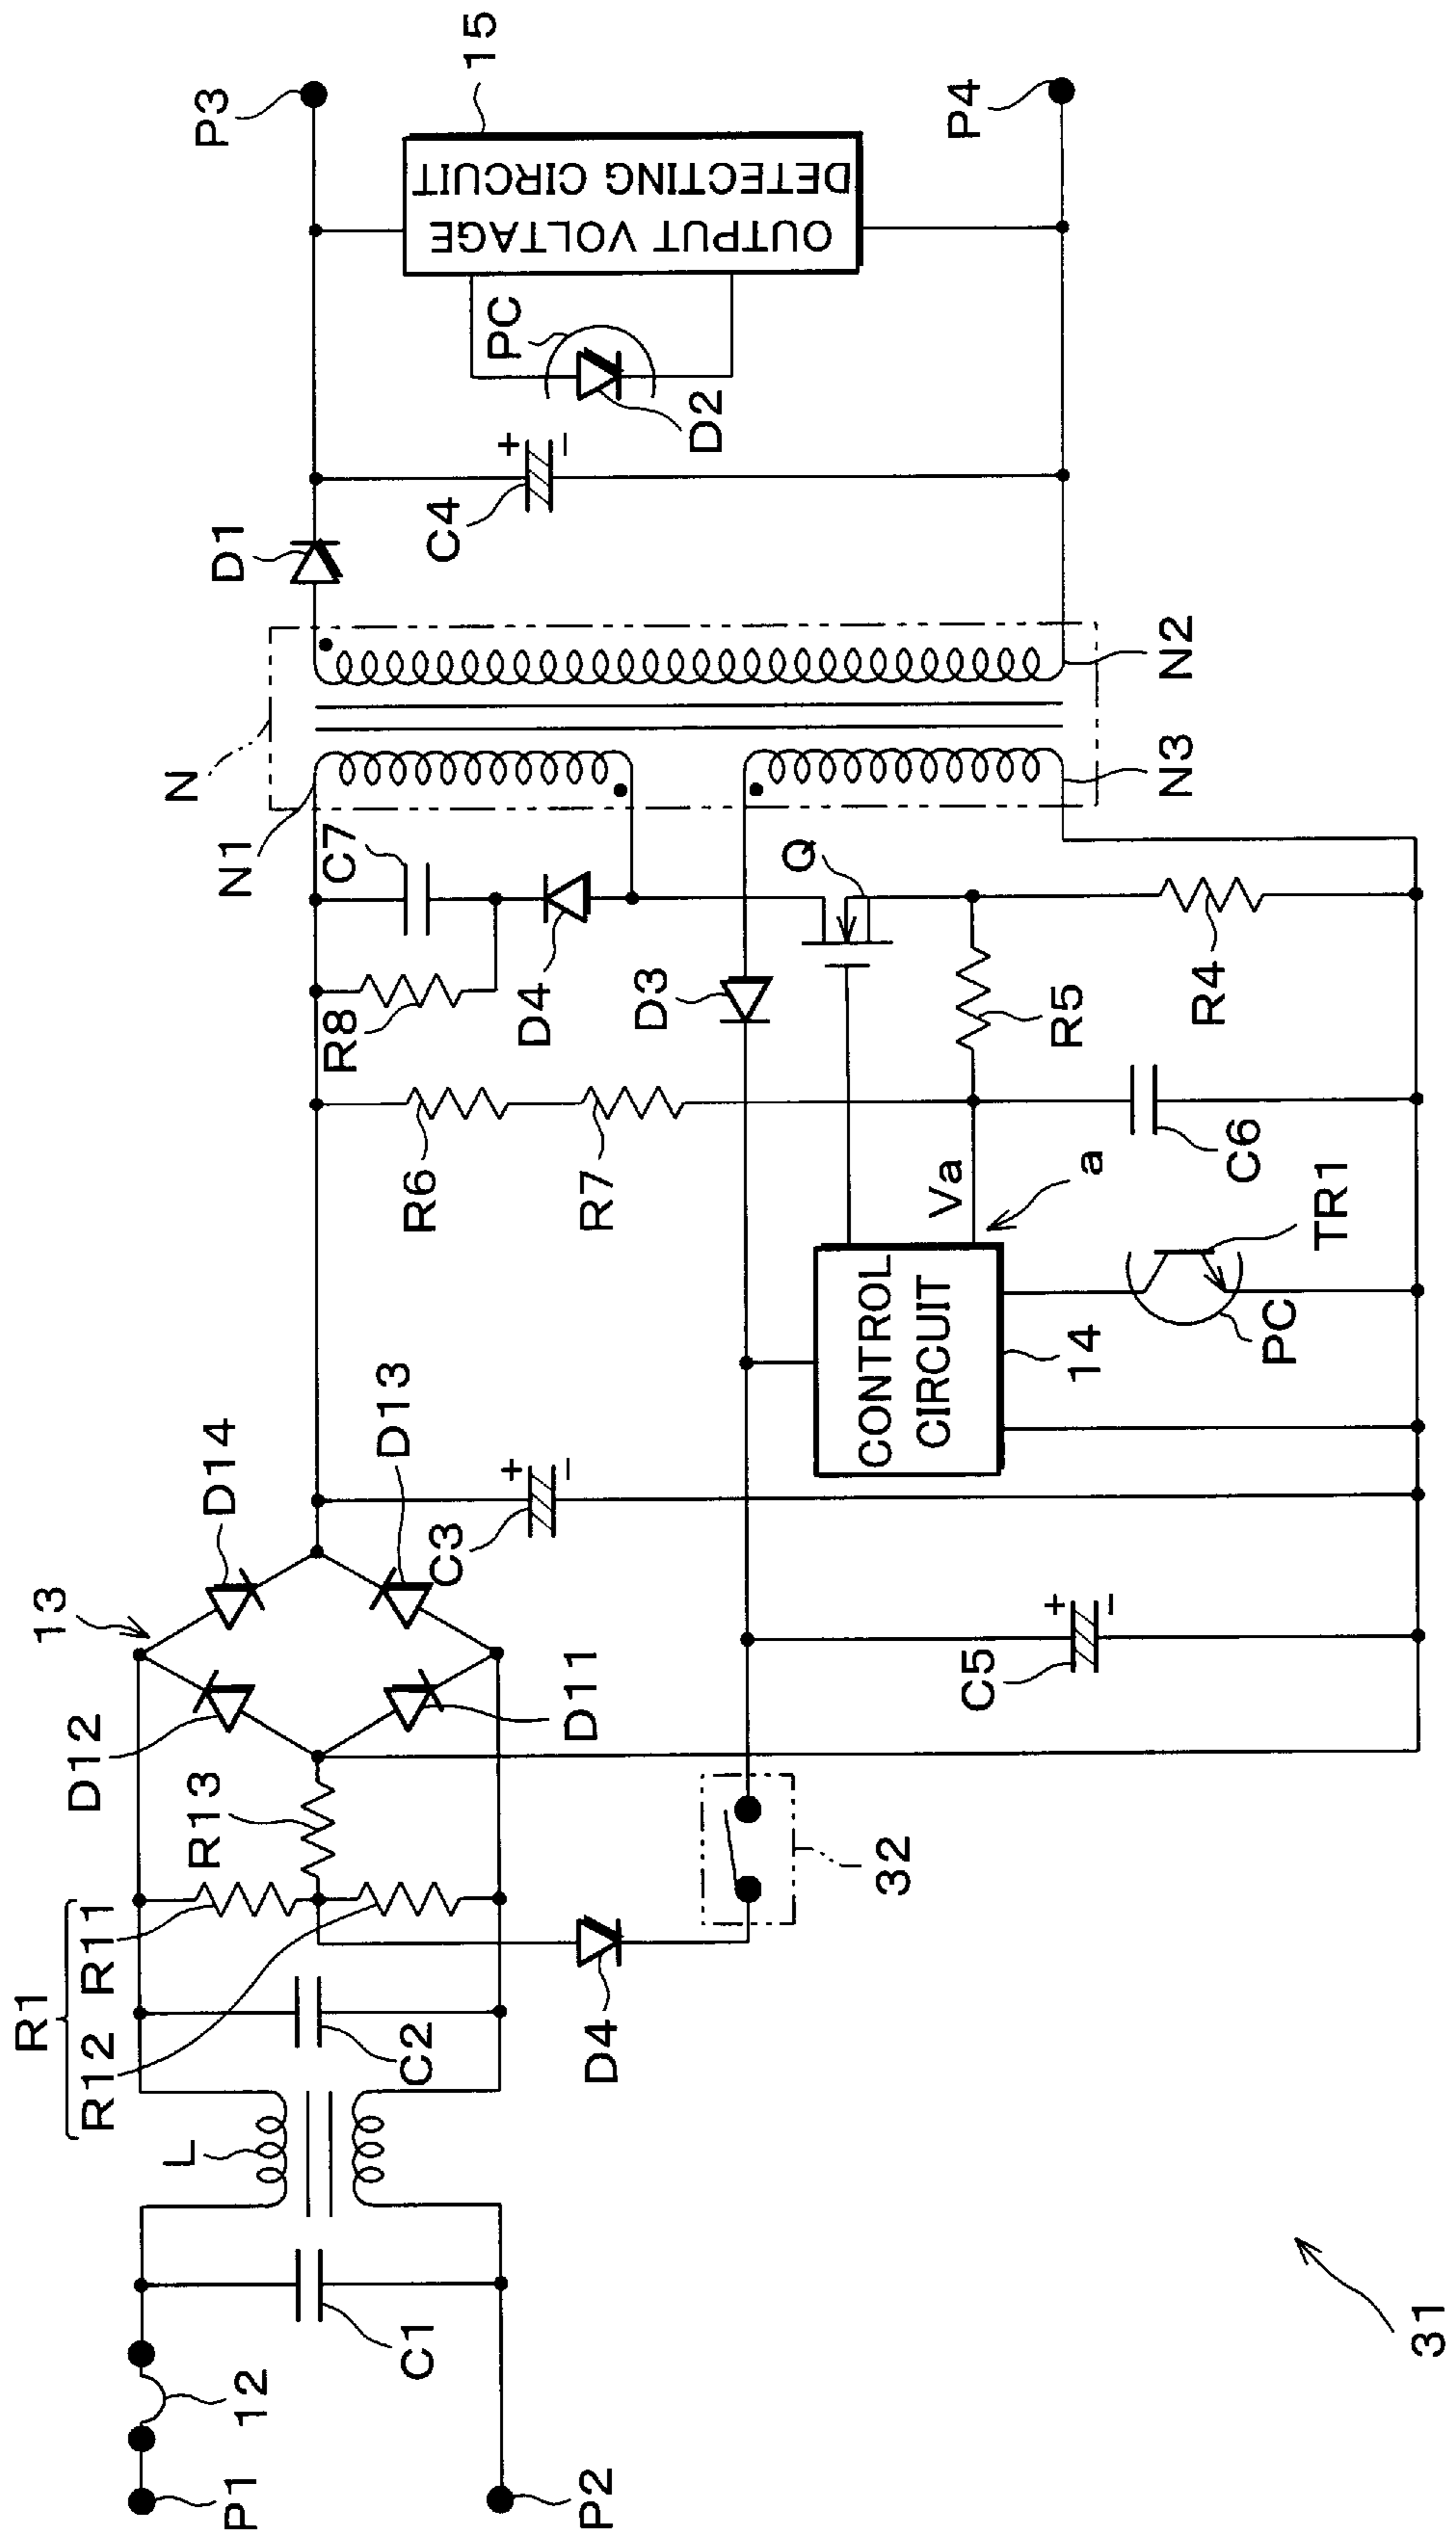 P3
15
P4
OUTPUT VOLTAGE
DETECTING CIRCUIT
PC
D2
+
−
C4
D1
N
N2
N3
N1
C7
Q
R8
D4
D3
R5
R4
R6
R7
Va
a
C6
TR1
PC
CONTROL
CIRCUIT
14
D14
D13
13
+
−
C3
D12
D11
+
−
C5
R13
32
R1
R11
R12
C2
D4
L
C1
12
P1
P2
31